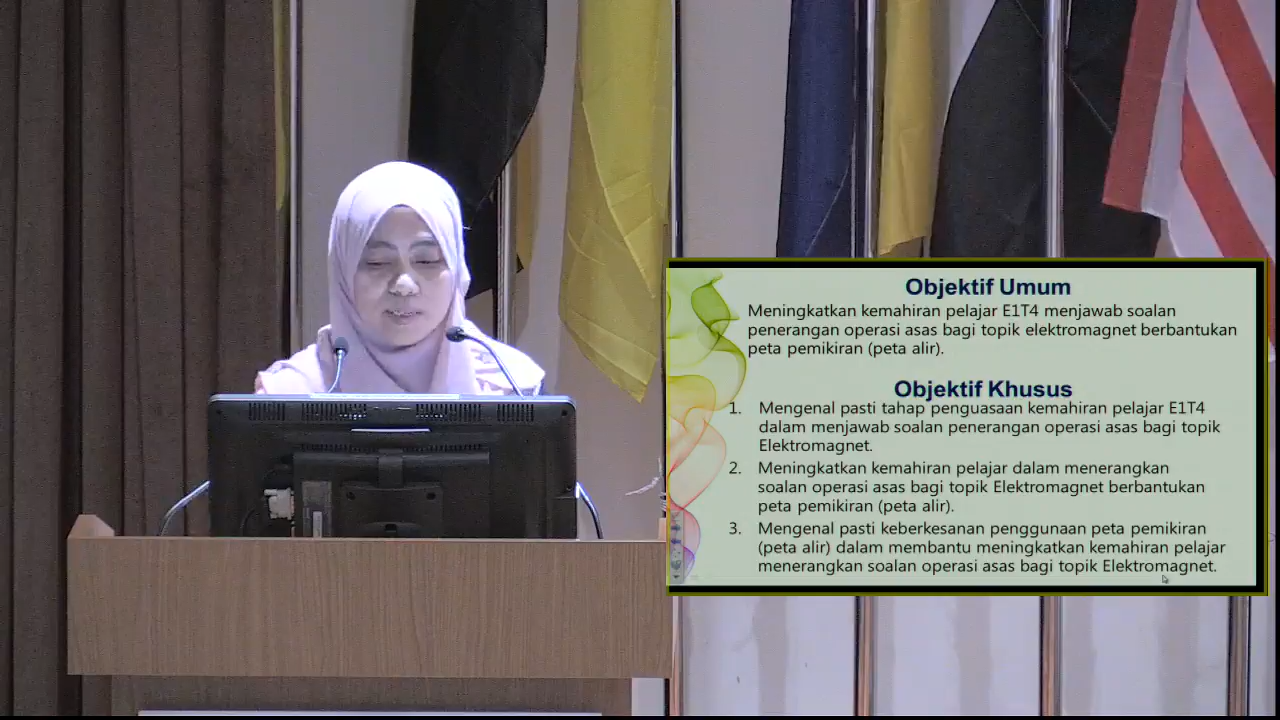 Objektif Umum
Meningkatkan kemahiran pelajar E1T4 menjawab soalan
penerangan operasi asas bagi topik elektromagnet berbantukan
peta pemikiran (peta alir).
Objektif Khusus
1. Mengenal pasti tahap penguasaan kemahiran pelajar E1T4
dalam menjawab soalan penerangan operasi asas bagi topik
Elektromagnet.
2. Meningkatkan kemahiran pelajar dalam menerangkan
soalan operasi asas bagi topik Elektromagnet berbantukan
peta pemikiran (peta alir).
3. Mengenal pasti keberkesanan penggunaan peta pemikiran
(peta alir) dalam membantu meningkatkan kemahiran pelajar
menerangkan soalan operasi asas bagi topik Elektromagnet.